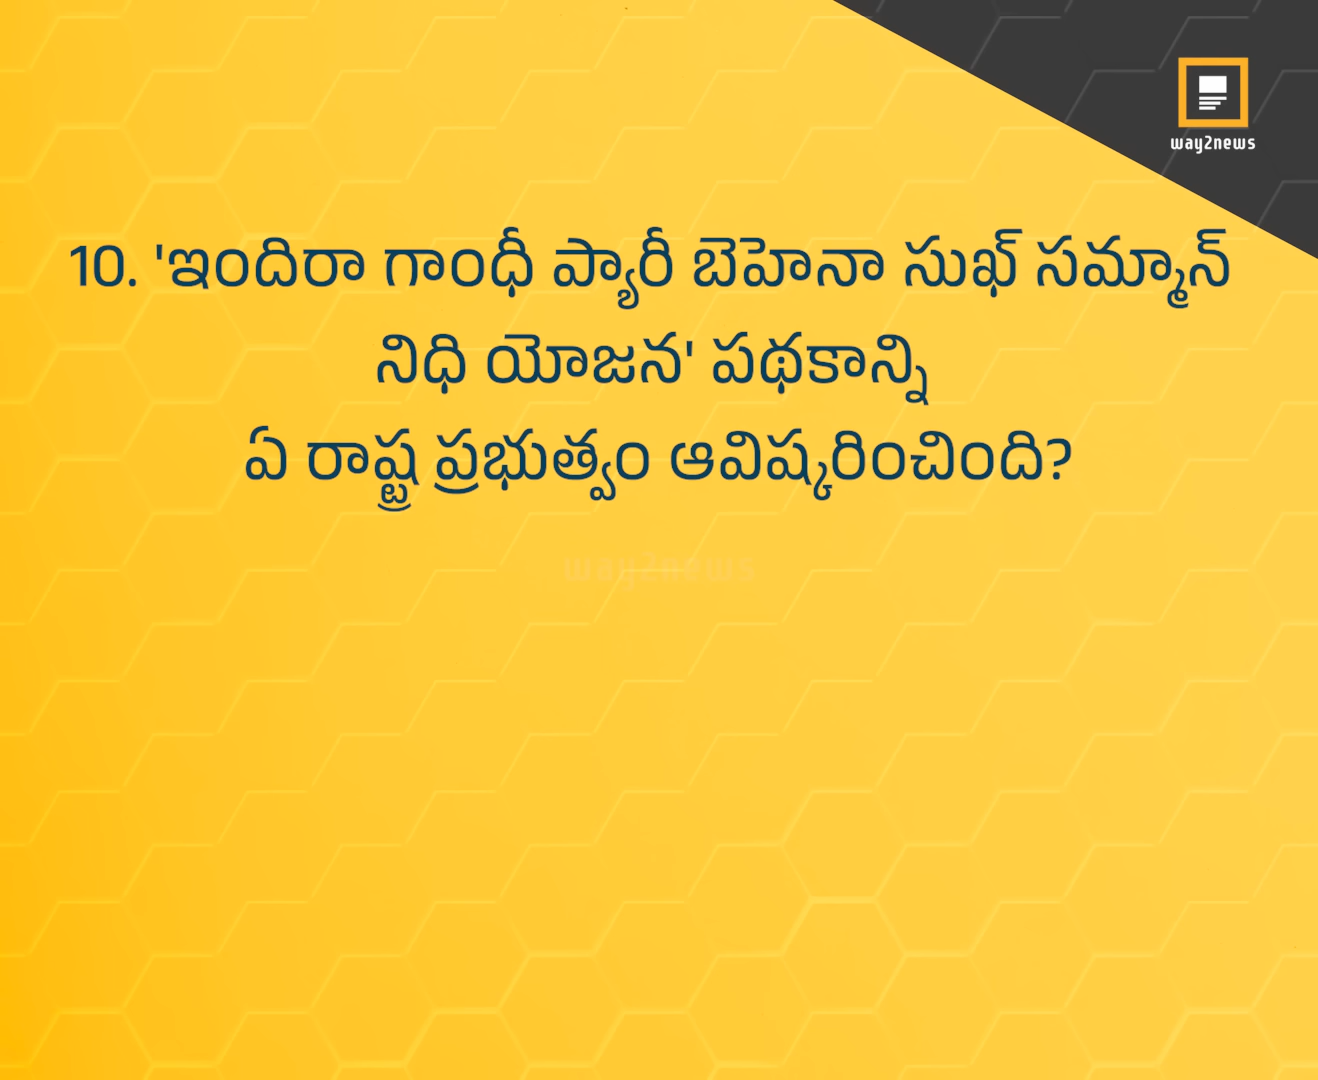 way2news
10. 'ఇందిరా గాంధీ ప్యారీ బెహెనా సుఖ్ సమ్మాన్
నిధి యోజన' పథకాన్ని
ఏ రాష్ట్ర ప్రభుత్వం ఆవిష్కరించింది?
way2news